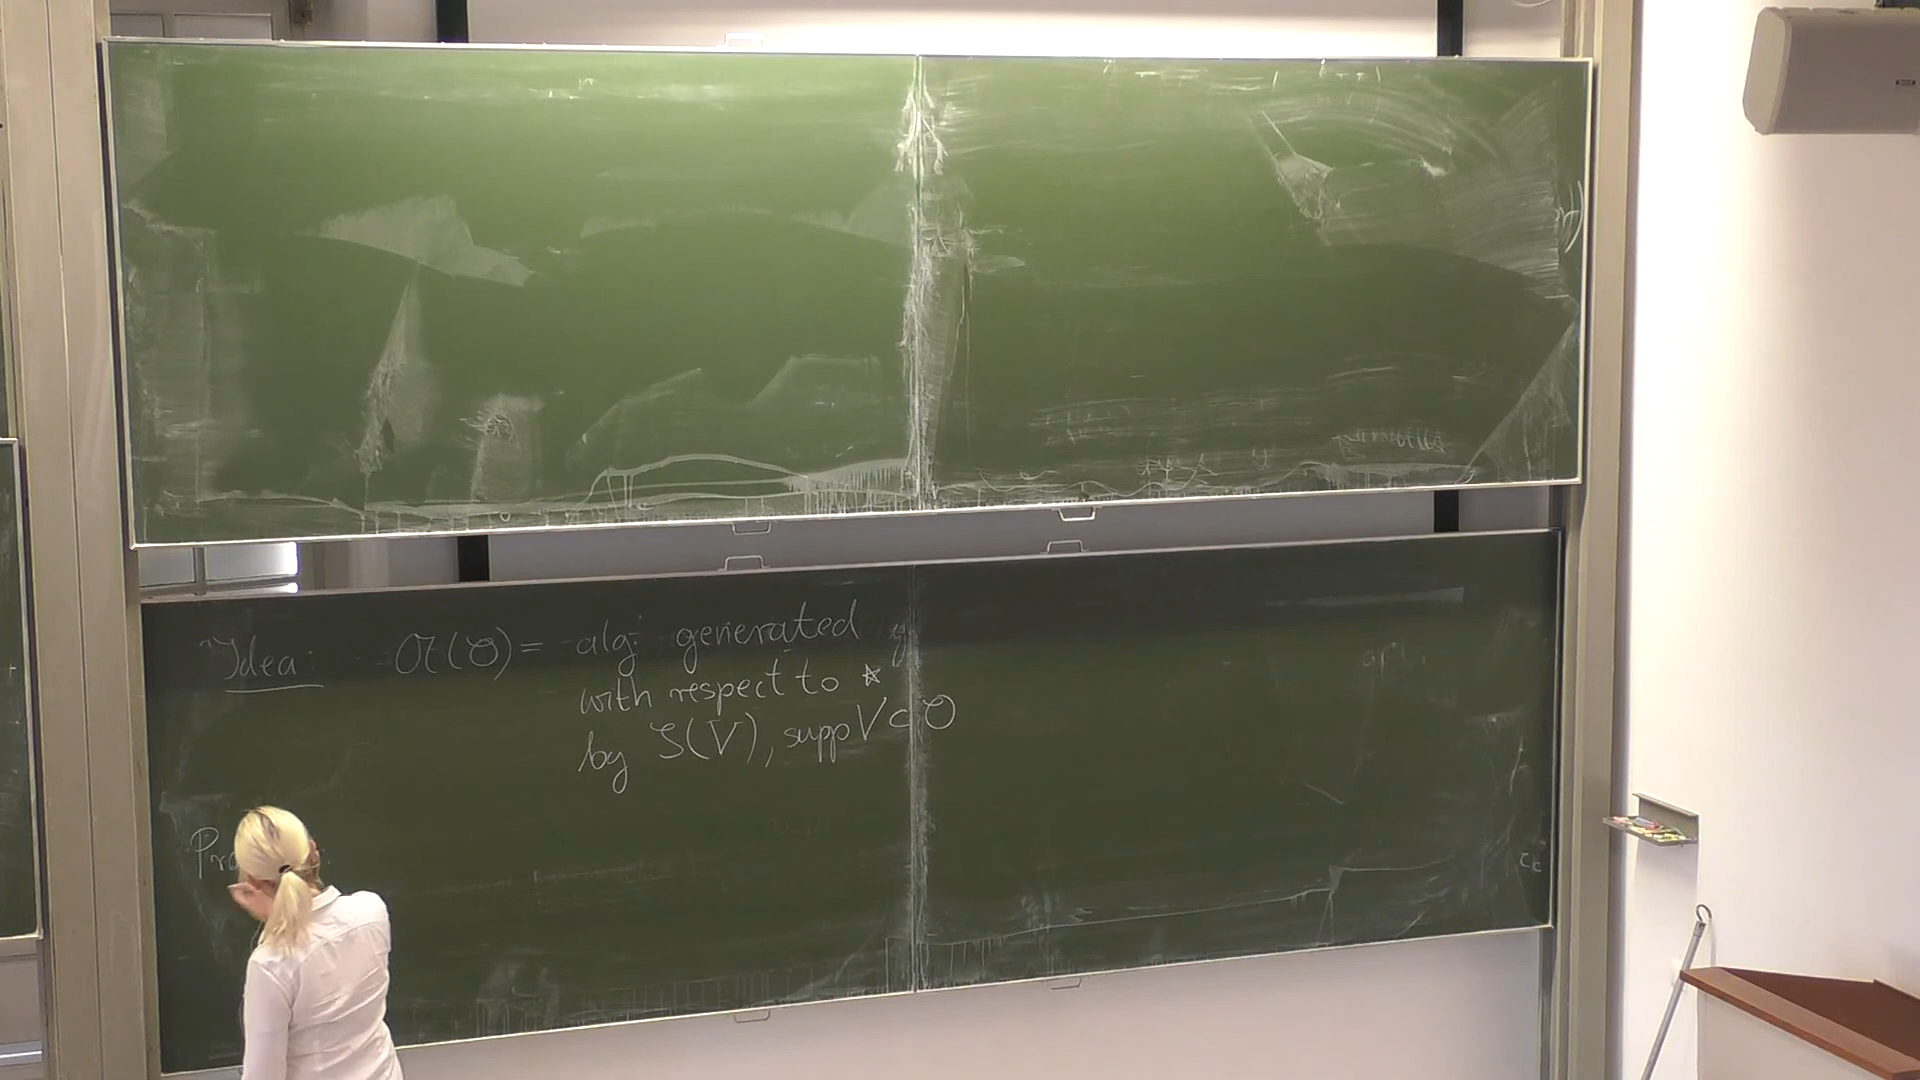 Idea: 𝔄(𝒪) = alg. generated
with respect to ⋆
by S(V), supp V ⊂ 𝒪